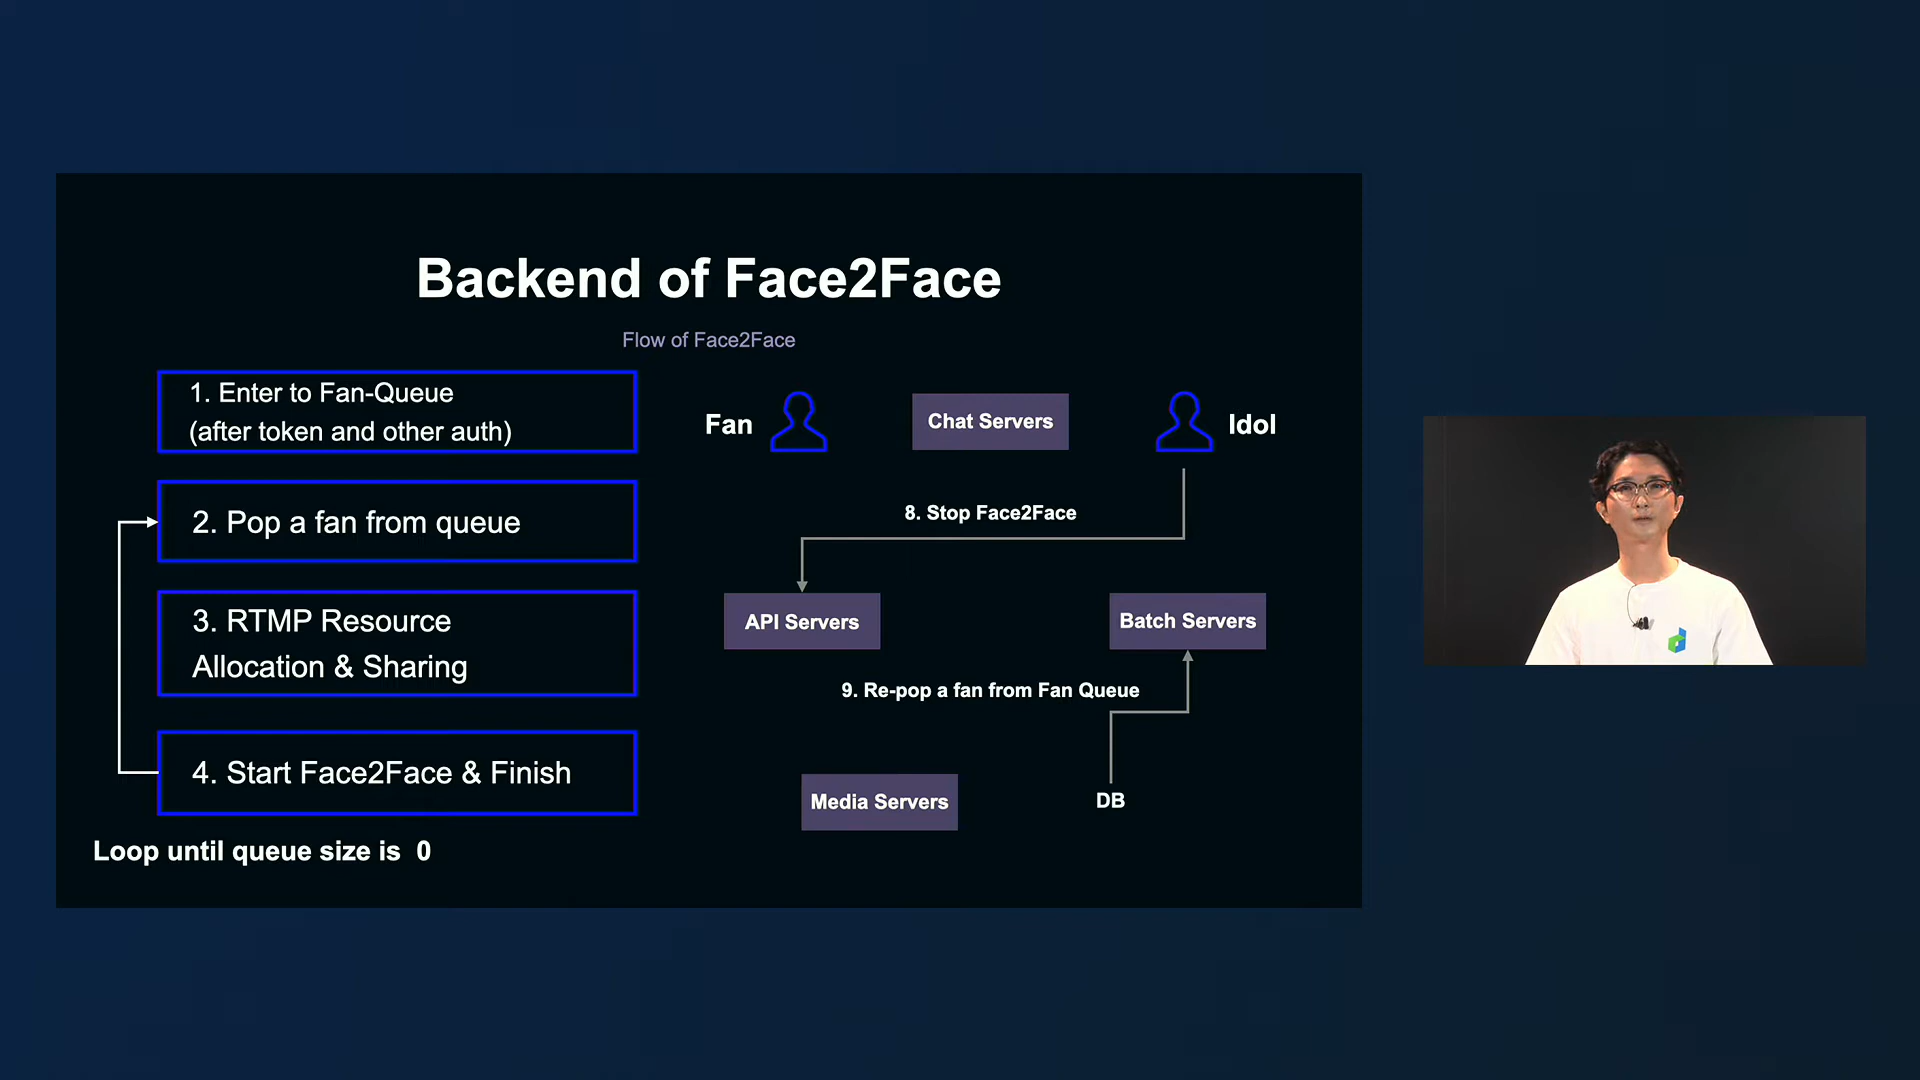 Backend of Face2Face
Flow of Face2Face
1. Enter to Fan-Queue
(after token and other auth)
2. Pop a fan from queue
3. RTMP Resource
Allocation & Sharing
4. Start Face2Face & Finish
Loop until queue size is 0
Fan
Chat Servers
Idol
8. Stop Face2Face
API Servers
Batch Servers
9. Re-pop a fan from Fan Queue
Media Servers
DB